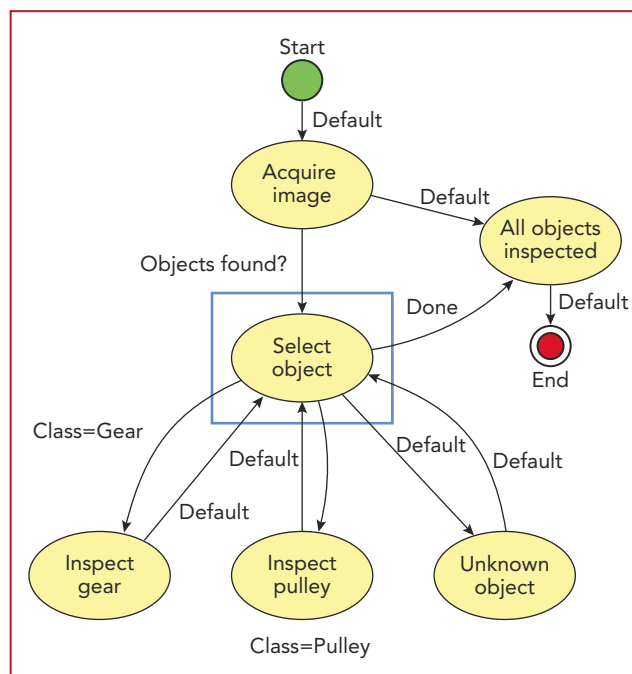 Start
Default
Acquire
image
Default
All objects
inspected
Objects found?
Done
Default
Select
object
End
Class=Gear
Default
Default
Default
Default
Inspect
gear
Inspect
pulley
Unknown
object
Class=Pulley